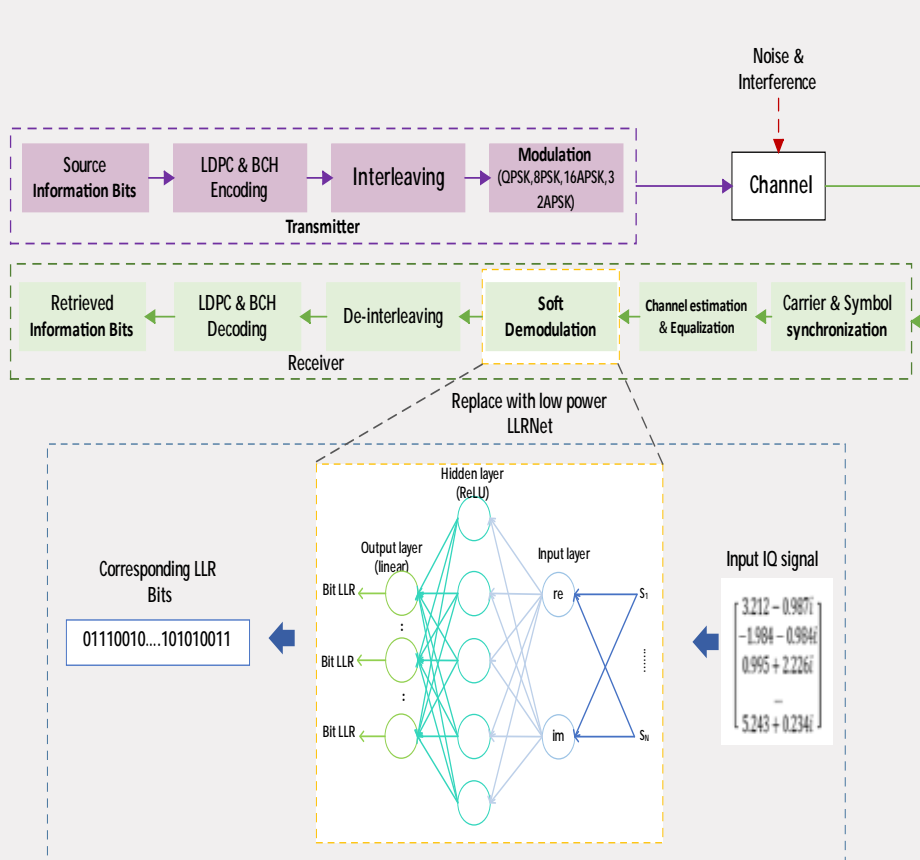 Noise &
Interference
Source
Information Bits
LDPC & BCH
Encoding
Interleaving
Modulation
(QPSK,8PSK,16APSK,3
2APSK)
Transmitter
Channel
Retrieved
Information Bits
LDPC & BCH
Decoding
De-interleaving
Soft
Demodulation
Channel estimation
& Equalization
Carrier & Symbol
synchronization
Receiver
Replace with low power
LLRNet
Hidden layer
(ReLU)
Output layer
(linear)
Input layer
Input IQ signal
Corresponding LLR
Bits
01110010....101010011
Bit LLR
:
Bit LLR
:
Bit LLR
re
im
S1
......
SN
3.212 − 0.987i
−1.984 − 0.984i
0.995 + 2.226i
...
5.243 + 0.234i